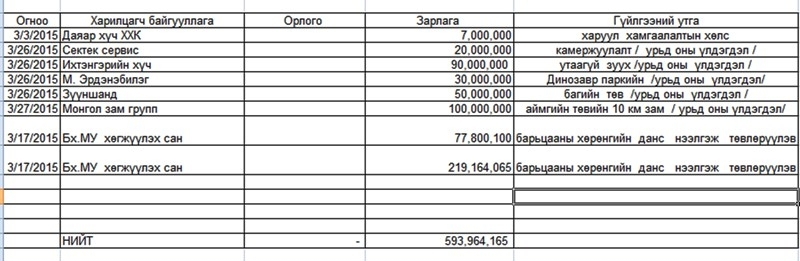 Огноо Харилцагч байгууллага Орлого Зарлага Гүйлгээний утга
3/3/2015 Даяар хүч ХХК 7,000,000 харуул хамгаалалтын хөлс
3/26/2015 Сектек сервис 20,000,000 камержуулалт / урьд оны үлдэгдэл /
3/26/2015 Ихтэнгэрийн хүч 90,000,000 утаагүй зуух / урьд оны үлдэгдэл /
3/26/2015 М. Эрдэнэбилэг 30,000,000 Динозавр паркийн /урьд оны үлдэгдэл/
3/26/2015 Зүүншанд 50,000,000 багийн төв /урьд оны үлдэгдэл /
3/27/2015 Монгол зам групп 100,000,000 аймгийн төвийн 10 км зам / урьд оны үлдэгдэл/
3/17/2015 Бх.МУ хөгжүүлэх сан 77,800,100 барьцааны хөрөнгийн данс нээлгэж төвлөрүүлэв
3/17/2015 Бх.МУ хөгжүүлэх сан 219,164,065 барьцааны хөрөнгийн данс нээлгэж төвлөрүүлэв
НИЙТ - 593,964,165